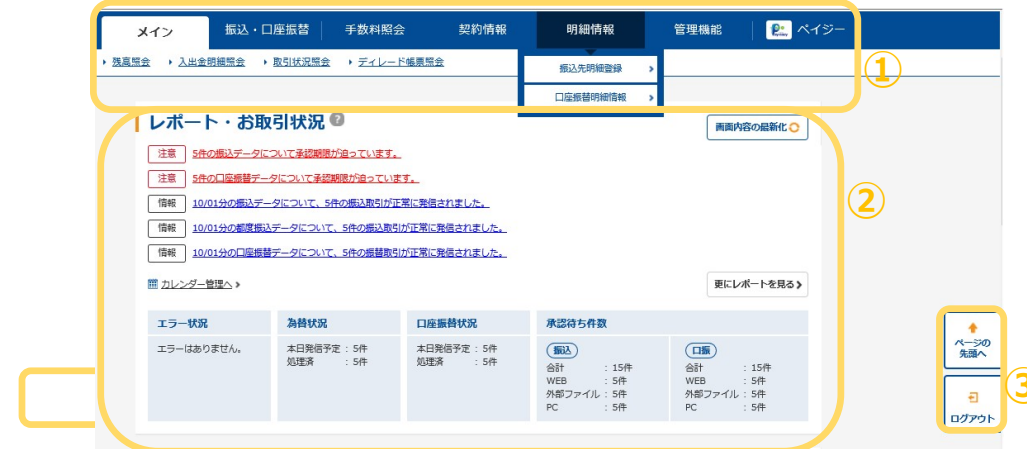 メイン 振込・口座振替 手数料照会 契約情報 明細情報 管理機能 ペイジー
残高照会 入出金明細照会 取引状況照会 ディレード帳票照会
振込先明細登録
口座振替明細情報
①
レポート・お取引状況 ?
画面内容の最新化
注意 5件の振込データについて承認期限が迫っています。
注意 5件の口座振替データについて承認期限が迫っています。
情報 10/01分の振込データについて、5件の振込取引が正常に発信されました。
情報 10/01分の都度振込データについて、5件の振込取引が正常に発信されました。
情報 10/01分の口座振替データについて、5件の振替取引が正常に発信されました。
②
カレンダー管理へ
更にレポートを見る
エラー状況 為替状況 口座振替状況 承認待ち件数
エラーはありません。
本日発信予定 : 5件
処理済 : 5件
本日発信予定 : 5件
処理済 : 5件
振込
合計 : 15件
WEB : 5件
外部ファイル : 5件
PC : 5件
口振
合計 : 15件
WEB : 5件
外部ファイル : 5件
PC : 5件
ページの
先頭へ
ログアウト
③